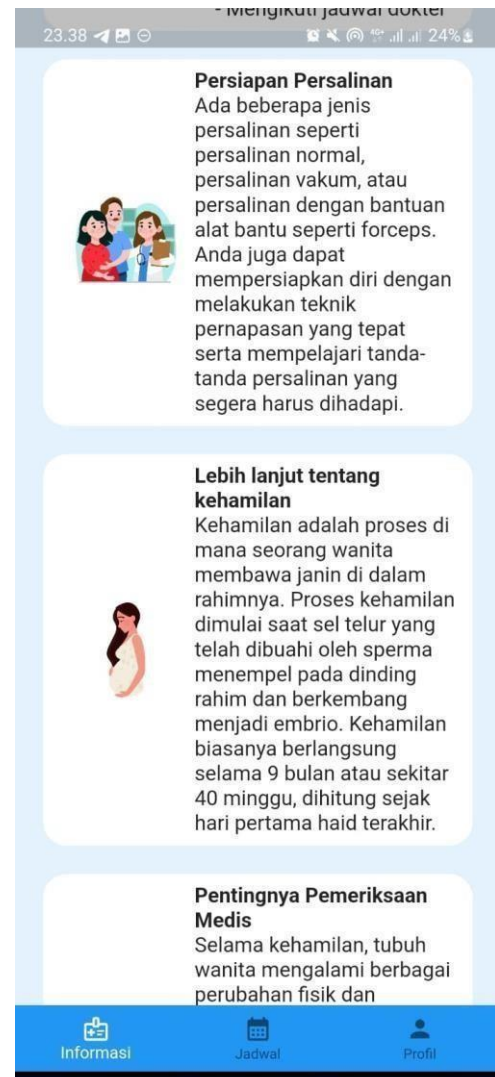 - Mengikuti jadwal dokter
23.38
4G+
24%
Persiapan Persalinan
Ada beberapa jenis
persalinan seperti
persalinan normal,
persalinan vakum, atau
persalinan dengan bantuan
alat bantu seperti forceps.
Anda juga dapat
mempersiapkan diri dengan
melakukan teknik
pernapasan yang tepat
serta mempelajari tanda-
tanda persalinan yang
segera harus dihadapi.
Lebih lanjut tentang
kehamilan
Kehamilan adalah proses di
mana seorang wanita
membawa janin di dalam
rahimnya. Proses kehamilan
dimulai saat sel telur yang
telah dibuahi oleh sperma
menempel pada dinding
rahim dan berkembang
menjadi embrio. Kehamilan
biasanya berlangsung
selama 9 bulan atau sekitar
40 minggu, dihitung sejak
hari pertama haid terakhir.
Pentingnya Pemeriksaan
Medis
Selama kehamilan, tubuh
wanita mengalami berbagai
perubahan fisik dan
Informasi
Jadwal
Profil